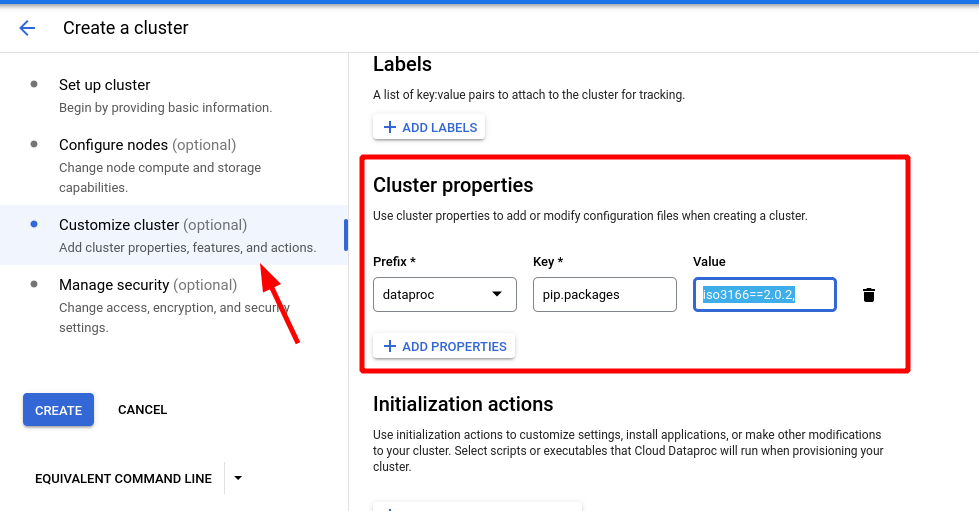 Create a cluster
Set up cluster
Begin by providing basic information.
Configure nodes (optional)
Change node compute and storage
capabilities.
Customize cluster (optional)
Add cluster properties, features, and actions.
Manage security (optional)
Change access, encryption, and security
settings.
CREATE
CANCEL
EQUIVALENT COMMAND LINE
Labels
A list of key:value pairs to attach to the cluster for tracking.
ADD LABELS
Cluster properties
Use cluster properties to add or modify configuration files when creating a cluster.
Prefix * Key * Value
dataproc pip.packages iso3166==2.0.2,
ADD PROPERTIES
Initialization actions
Use initialization actions to customize settings, install applications, or make other modifications
to your cluster. Select scripts or executables that Cloud Dataproc will run when provisioning your
cluster.